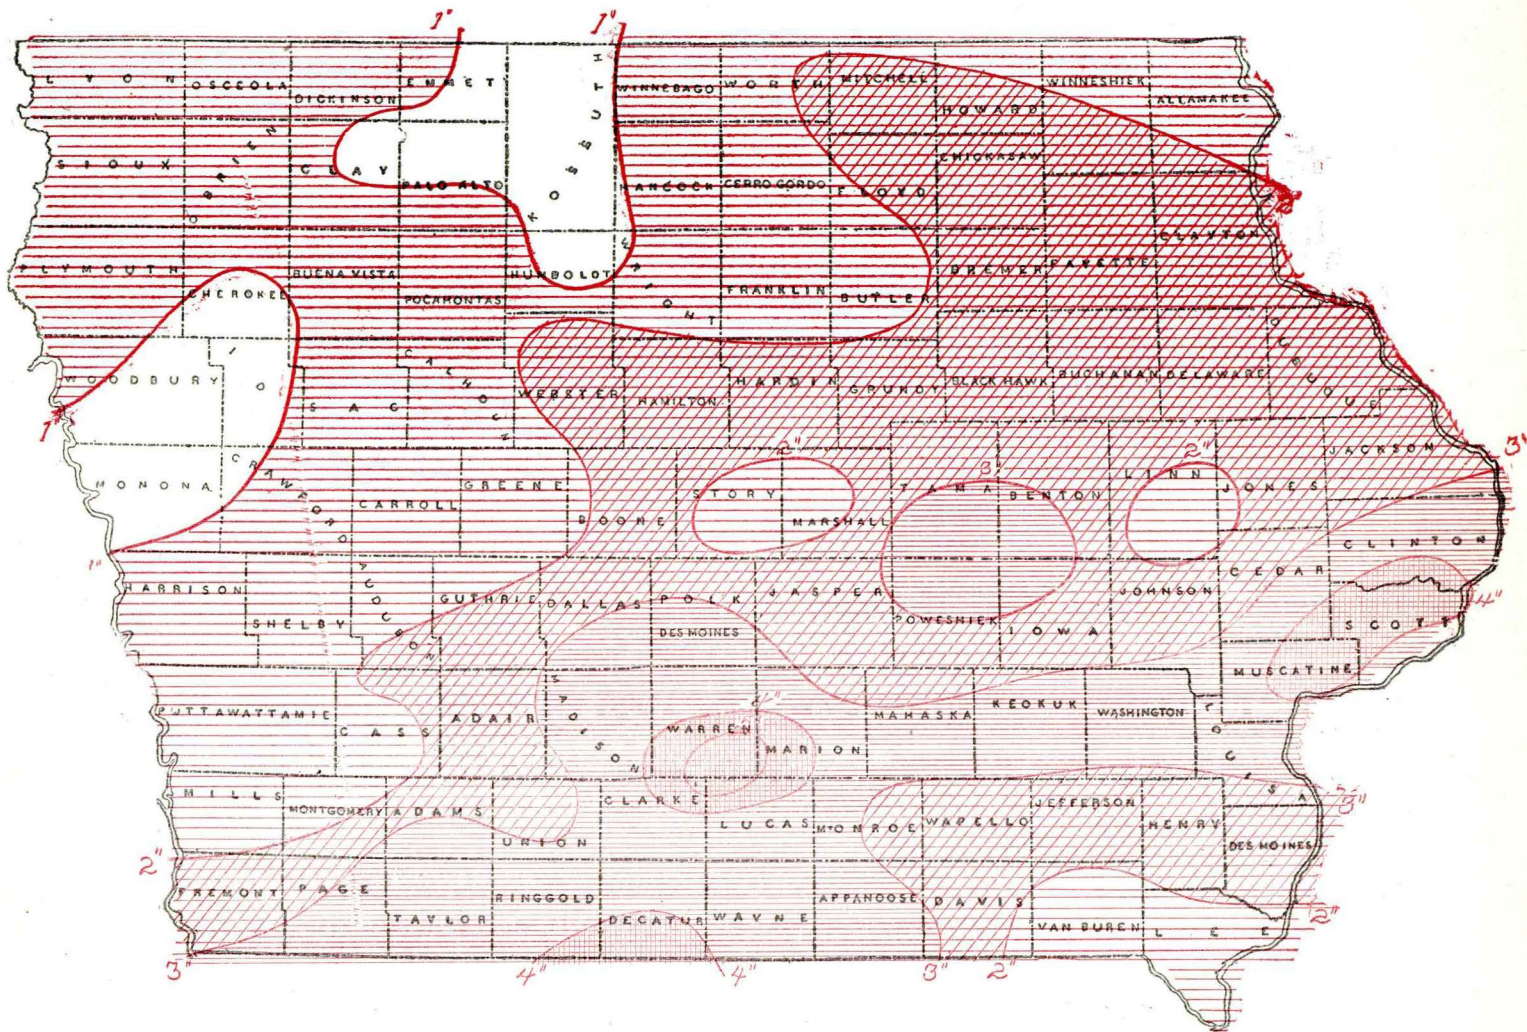 1" 1"
LYON OSCEOLA DICKINSON EMMET KOSSUTH WINNEBAGO WORTH MITCHELL HOWARD WINNESHIEK ALLAMAKEE
SIOUX OBRIEN CLAY PALO ALTO HANCOCK CERRO GORDO FLOYD CHICKASAW
PLYMOUTH CHEROKEE BUENA VISTA POCAHONTAS HUMBOLDT WRIGHT FRANKLIN BUTLER BREMER FAYETTE CLAYTON
WOODBURY IDA SAC CALHOUN WEBSTER HAMILTON HARDIN GRUNDY BLACK HAWK BUCHANAN DELAWARE DUBUQUE
1"
MONONA CRAWFORD CARROLL GREENE BOONE STORY 2" MARSHALL TAMA 3" BENTON LINN 2" JONES JACKSON 3"
1"
HARRISON SHELBY AUDUBON GUTHRIE DALLAS POLK JASPER POWESHIEK IOWA JOHNSON CEDAR CLINTON
DES MOINES
SCOTT 4"
MUSCATINE
POTTAWATTAMIE CASS ADAIR MADISON WARREN MARION MAHASKA KEOKUK WASHINGTON LOUISA
MILLS MONTGOMERY ADAMS UNION CLARKE LUCAS MONROE WAPELLO JEFFERSON HENRY DES MOINES 3"
2"
FREMONT PAGE TAYLOR RINGGOLD DECATUR WAYNE APPANOOSE DAVIS VAN BUREN LEE 2"
3" 4" 4" 3" 2"